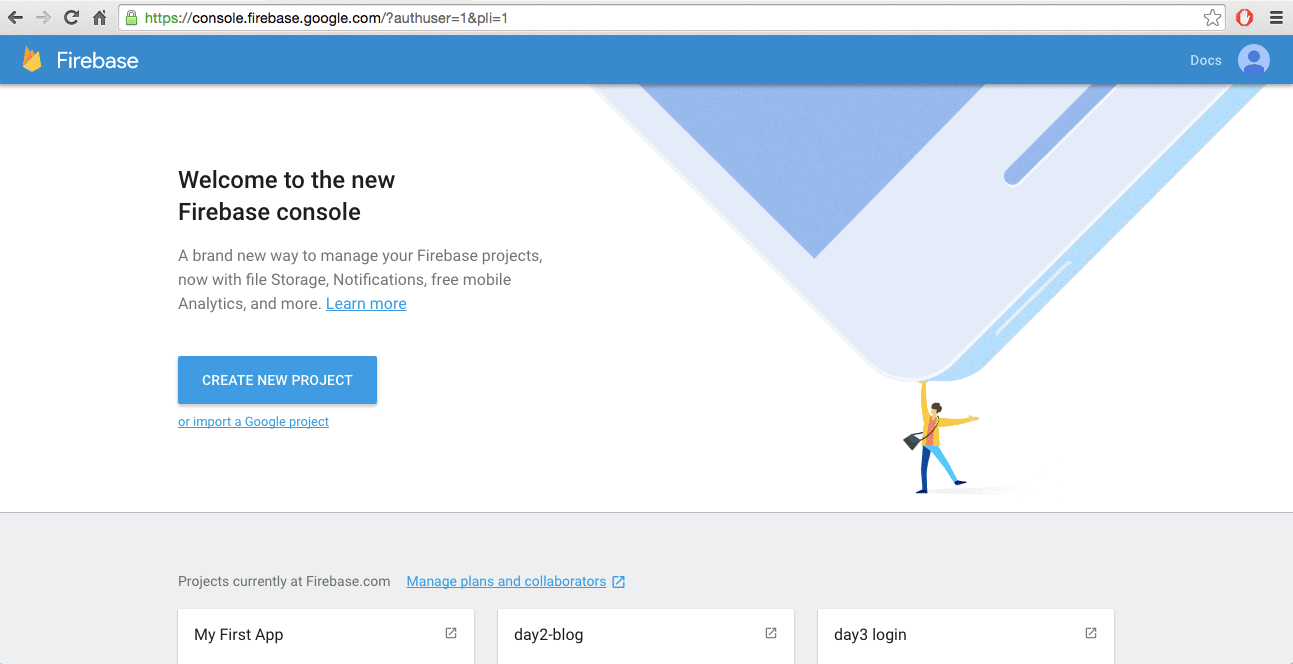 https://console.firebase.google.com/?authuser=1&pli=1
Firebase
Docs
Welcome to the new
Firebase console
A brand new way to manage your Firebase projects,
now with file Storage, Notifications, free mobile
Analytics, and more. Learn more
CREATE NEW PROJECT
or import a Google project
Projects currently at Firebase.com Manage plans and collaborators
My First App
day2-blog
day3 login